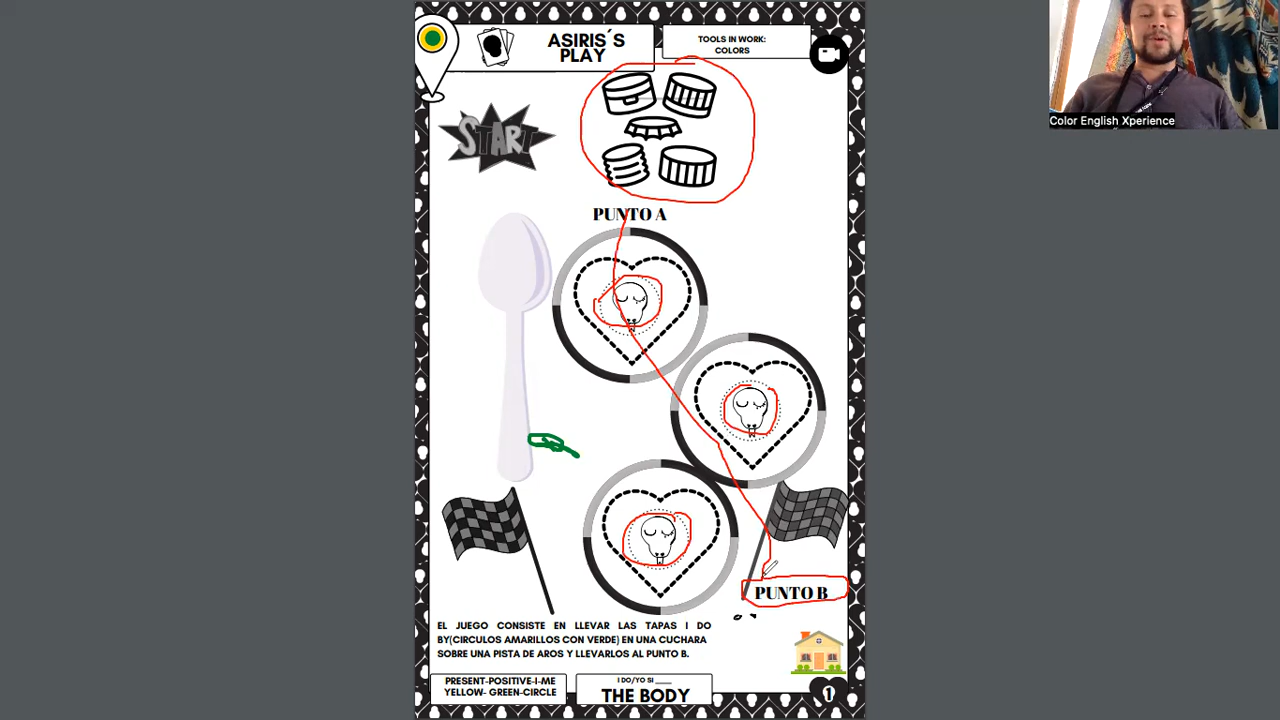 ASIRIS´S
PLAY
TOOLS IN WORK:
COLORS
START
PUNTO A
PUNTO B
EL JUEGO CONSISTE EN LLEVAR LAS TAPAS I DO
BY(CIRCULOS AMARILLOS CON VERDE) EN UNA CUCHARA
SOBRE UNA PISTA DE AROS Y LLEVARLOS AL PUNTO B.
PRESENT-POSITIVE-I-ME
YELLOW- GREEN-CIRCLE
I DO/YO SI ____
THE BODY
1
Color English Xperience